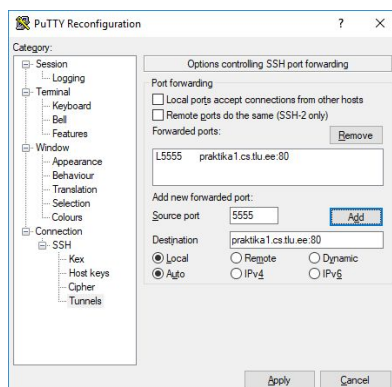 PuTTY Reconfiguration
?
X
Category:
Session
Logging
Terminal
Keyboard
Bell
Features
Window
Appearance
Behaviour
Translation
Selection
Colours
Connection
SSH
Kex
Host keys
Cipher
Tunnels
Options controlling SSH port forwarding
Port forwarding
Local ports accept connections from other hosts
Remote ports do the same (SSH-2 only)
Forwarded ports:
Remove
L5555 praktika1.cs.tlu.ee:80
Add new forwarded port:
Source port 5555 Add
Destination praktika1.cs.tlu.ee:80
Local Remote Dynamic
Auto IPv4 IPv6
Apply Cancel